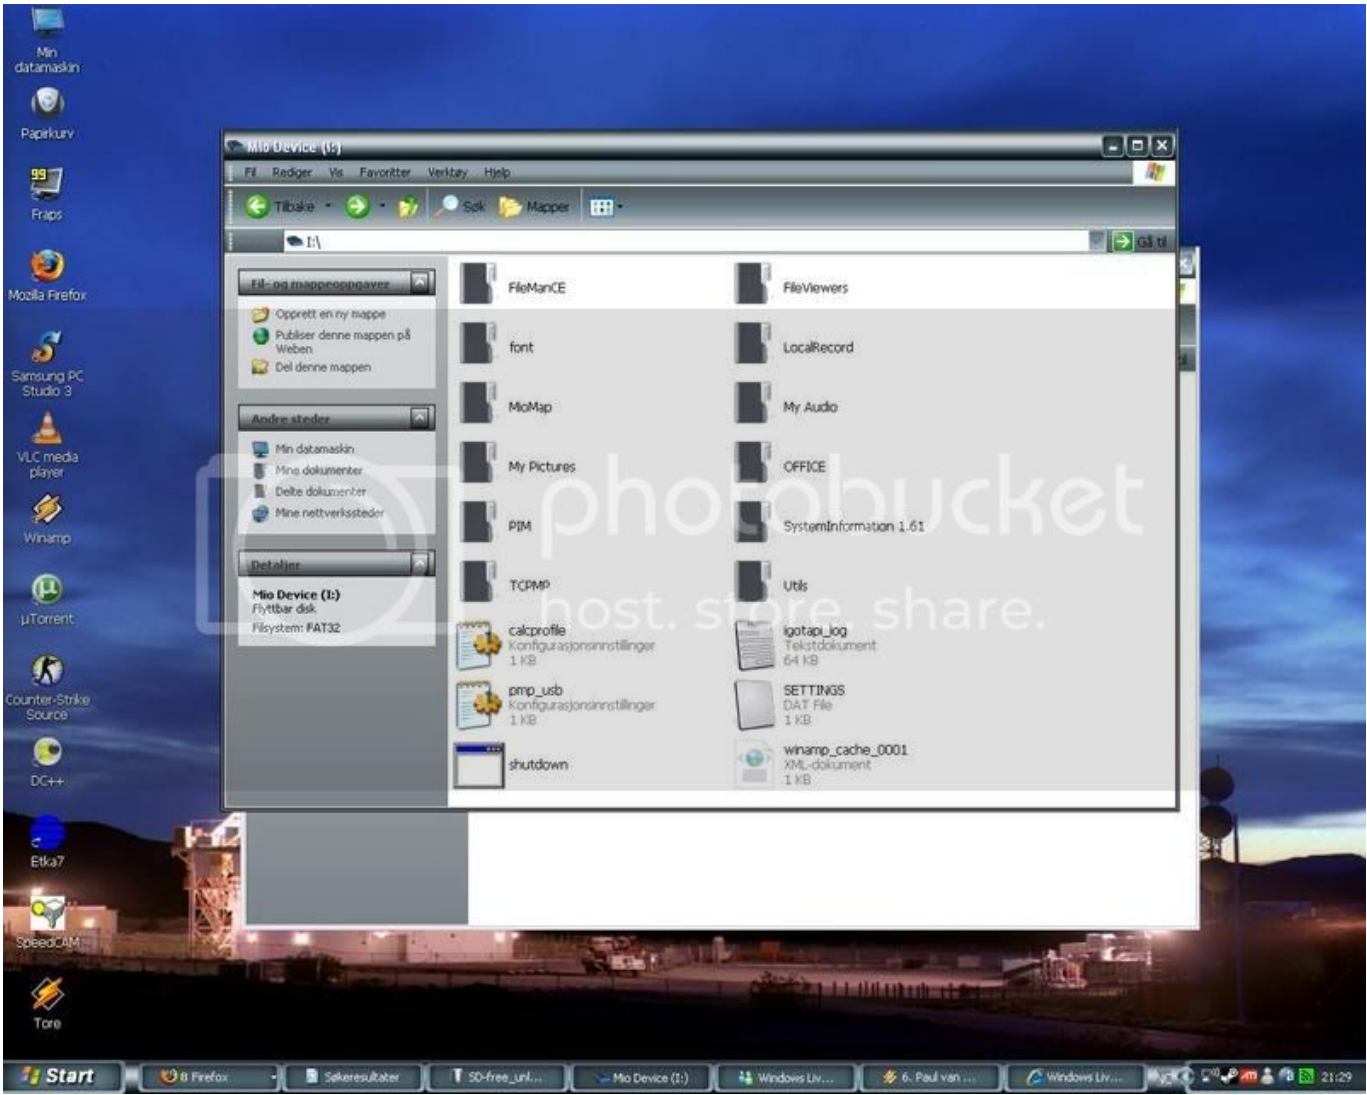 Min
datamaskin
Papirkurv
99
Fraps
Mozilla Firefox
Samsung PC
Studio 3
VLC media
player
Winamp
µTorrent
Counter-Strike
Source
DC++
Etka7
SpeedCAM
Tore
Mio Device (I:)
Fil Rediger Vis Favoritter Verktøy Hjelp
Tilbake Søk Mapper
I:\ Gå til
Fil- og mappeoppgaver
Opprett en ny mappe
Publiser denne mappen på
Weben
Del denne mappen
Andre steder
Min datamaskin
Mine dokumenter
Delte dokumenter
Mine nettverkssteder
Detaljer
Mio Device (I:)
Flyttbar disk
Filsystem: FAT32
FileManCE FileViewers
font LocalRecord
MioMap My Audio
My Pictures OFFICE
PIM SystemInformation 1.61
TCPMP Utils
calcprofile
Konfigurasjonsinnstillinger
1 KB
igotapi_log
Tekstdokument
64 KB
pmp_usb
Konfigurasjonsinnstillinger
1 KB
SETTINGS
DAT File
1 KB
shutdown
winamp_cache_0001
XML-dokument
1 KB
photobucket
host. store. share.
Start 8 Firefox Søkeresultater SD-free_unl... Mio Device (I:) Windows Liv... 6. Paul van ... Windows Liv... 21:29